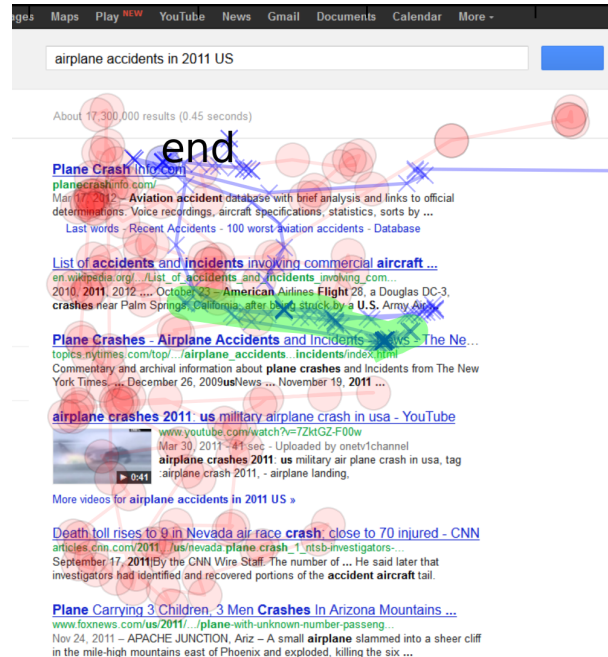 ages Maps Play NEW YouTube News Gmail Documents Calendar More
airplane accidents in 2011 US
About 17,300,000 results (0.45 seconds)
end
Plane Crash Info.com
planecrashinfo.com/
Mar 17, 2012 – Aviation accident database with brief analysis and links to official
determinations. Voice recordings, aircraft specifications, statistics, sorts by ...
Last words - Recent Accidents - 100 worst aviation accidents - Database
List of accidents and incidents involving commercial aircraft ...
en.wikipedia.org/.../List_of_accidents_and_incidents_involving_com...
2010, 2011, 2012 .... October 23 – American Airlines Flight 28, a Douglas DC-3,
crashes near Palm Springs, California, after being struck by a U.S. Army Air
Plane Crashes - Airplane Accidents and Incidents - News - The Ne...
topics.nytimes.com/top/.../airplane_accidents...incidents/index.html
Commentary and archival information about plane crashes and Incidents from The New
York Times. ... December 26, 2009usNews ... November 19, 2011 ...
airplane crashes 2011: us military airplane crash in usa - YouTube
www.youtube.com/watch?v=7ZktGZ-F00w
Mar 30, 2011 - 41 sec - Uploaded by onetv1channel
airplane crashes 2011: us military air plane crash in usa, tag
:airplane crash 2011, - airplane landing,
0:41
More videos for airplane accidents in 2011 US »
Death toll rises to 9 in Nevada air race crash; close to 70 injured - CNN
articles.cnn.com/2011.../us/nevada.plane.crash_1_ntsb-investigators-...
September 17, 2011|By the CNN Wire Staff. The number of ... He said later that
investigators had identified and recovered portions of the accident aircraft tail.
Plane Carrying 3 Children, 3 Men Crashes In Arizona Mountains ...
www.foxnews.com/us/2011/.../plane-with-unknown-number-passeng...
Nov 24, 2011 – APACHE JUNCTION, Ariz – A small airplane slammed into a sheer cliff
in the mile-high mountains east of Phoenix and exploded, killing the six ...